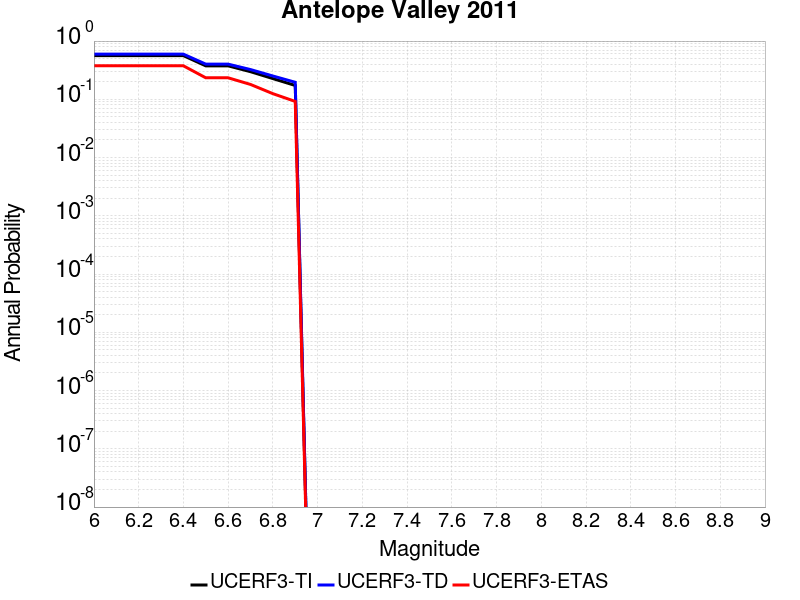 Antelope Valley 2011
10 0
10 -1
10 -2
10 -3
10 -4
10 -5
10 -6
10 -7
10 -8
Annual Probability
6 6.2 6.4 6.6 6.8 7 7.2 7.4 7.6 7.8 8 8.2 8.4 8.6 8.8 9
Magnitude
UCERF3-TI UCERF3-TD UCERF3-ETAS